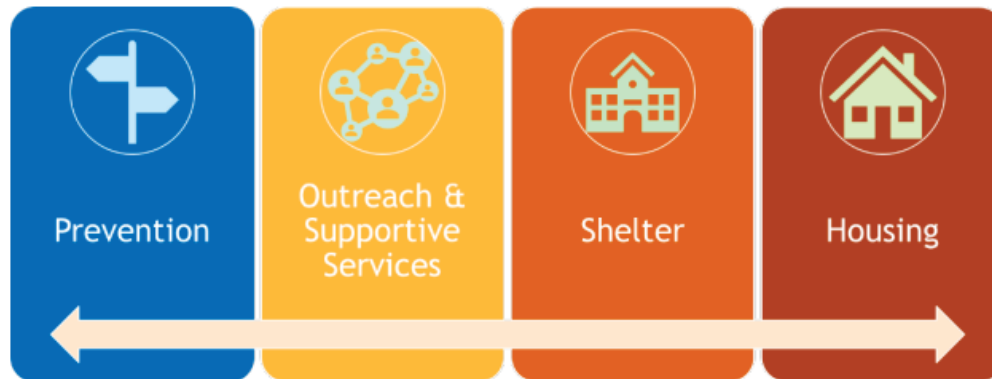 Prevention
Outreach &
Supportive
Services
Shelter
Housing